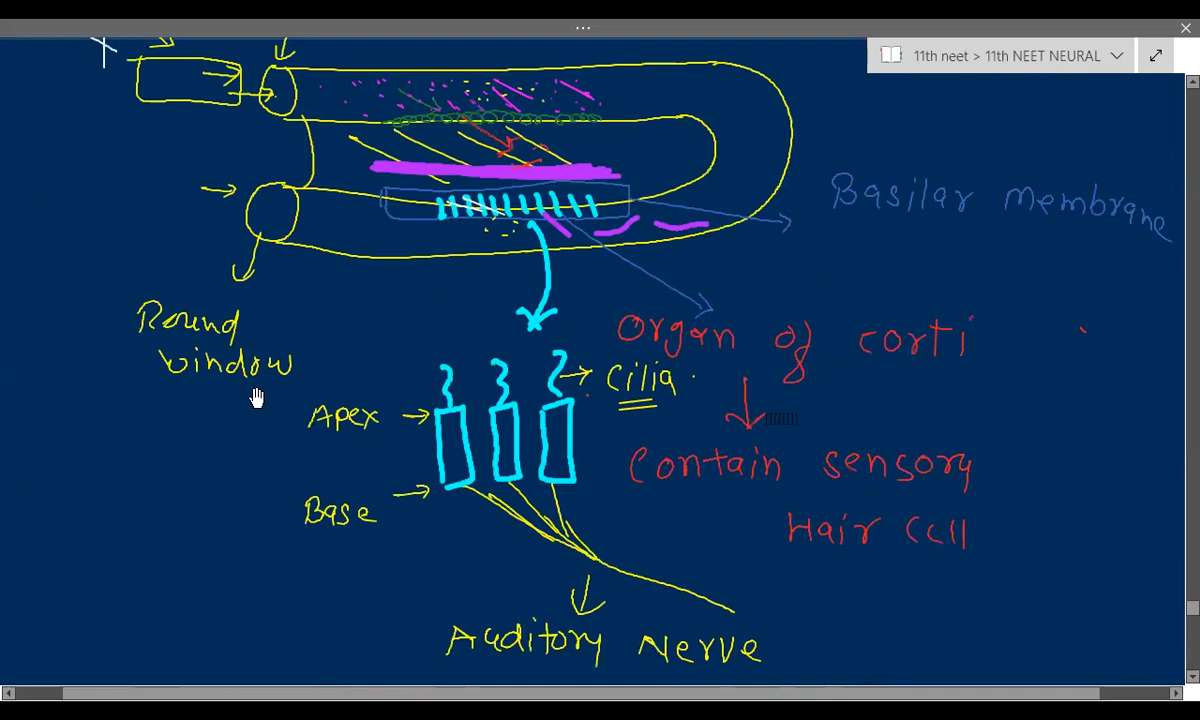 11th neet > 11th NEET NEURAL
Basilar Membrane
Round
window
Organ of corti
Cilia
Apex
Contain sensory
Base
Hair Cell
Auditory Nerve